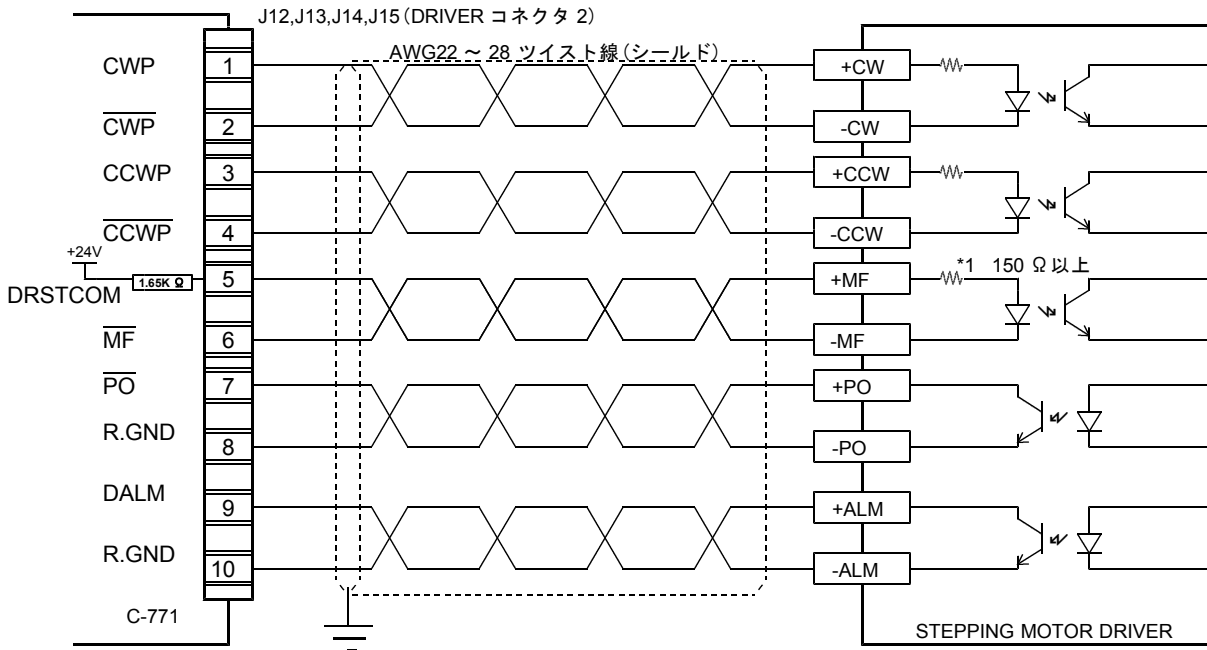 J12,J13,J14,J15(DRIVER コネクタ 2)
AWG22 ～ 28 ツイスト線(シールド)
CWP 1 +CW
CWP 2 -CW
CCWP 3 +CCW
CCWP 4 -CCW
+24V
DRSTCOM 1.65K Ω 5 +MF *1 150 Ω 以上
MF 6 -MF
PO 7 +PO
R.GND 8 -PO
DALM 9 +ALM
R.GND 10 -ALM
C-771
STEPPING MOTOR DRIVER